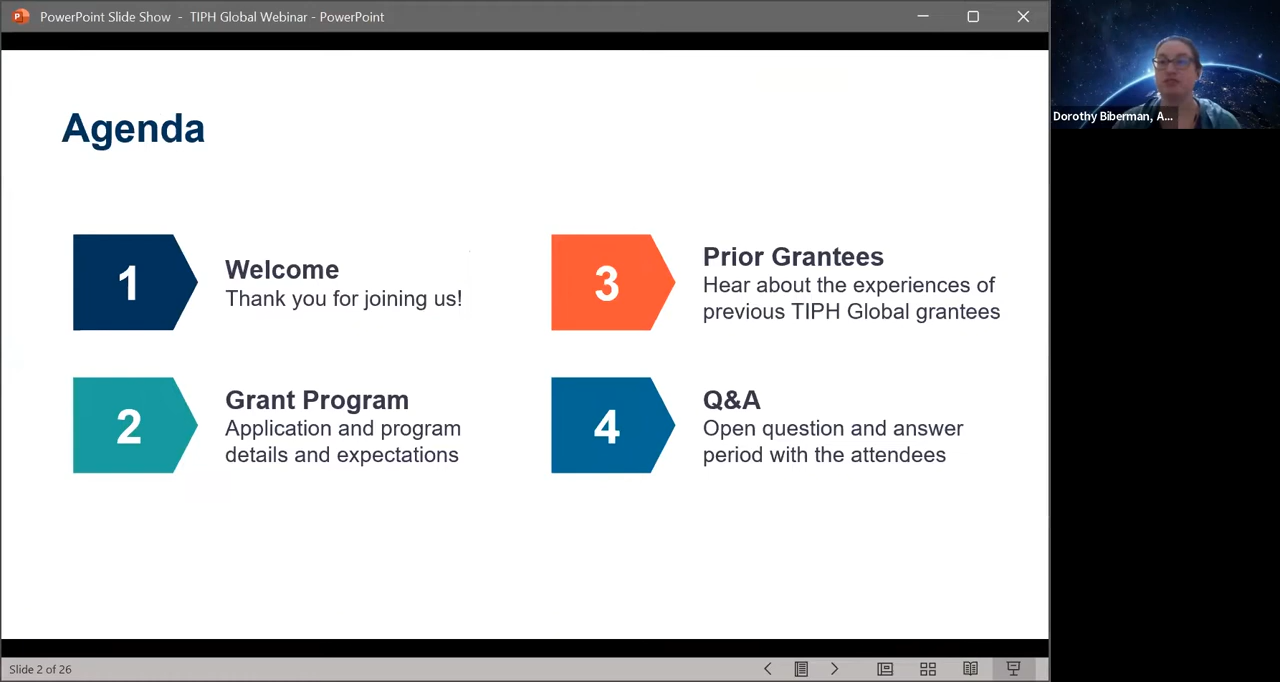 PowerPoint Slide Show - TIPH Global Webinar - PowerPoint
Agenda
1
Welcome
Thank you for joining us!
2
Grant Program
Application and program
details and expectations
3
Prior Grantees
Hear about the experiences of
previous TIPH Global grantees
4
Q&A
Open question and answer
period with the attendees
Dorothy Biberman, A...
Slide 2 of 26